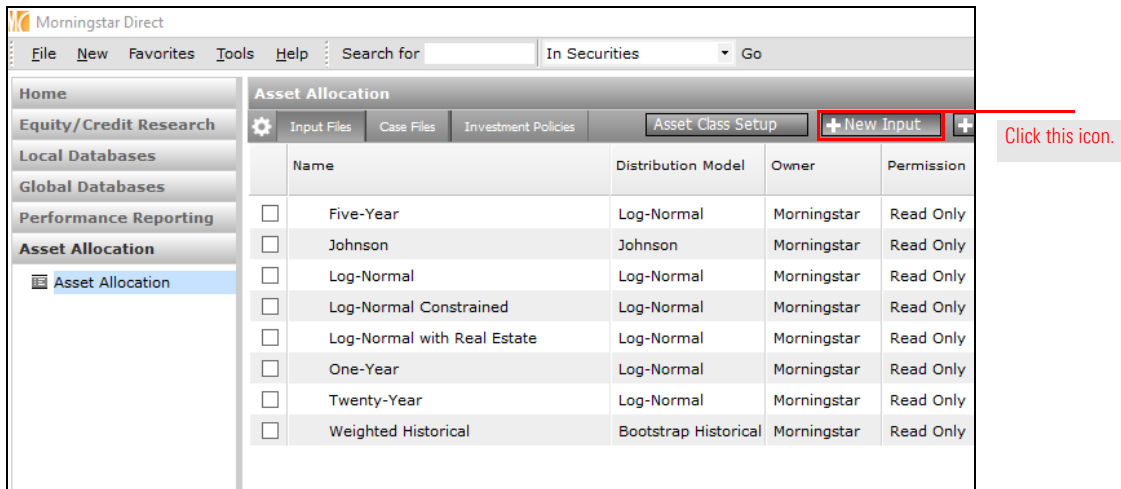 Morningstar Direct
File New Favorites Tools Help Search for In Securities Go
Home
Equity/Credit Research
Local Databases
Global Databases
Performance Reporting
Asset Allocation
Asset Allocation
Asset Allocation
Input Files Case Files Investment Policies Asset Class Setup + New Input +
Name Distribution Model Owner Permission
Five-Year Log-Normal Morningstar Read Only
Johnson Johnson Morningstar Read Only
Log-Normal Log-Normal Morningstar Read Only
Log-Normal Constrained Log-Normal Morningstar Read Only
Log-Normal with Real Estate Log-Normal Morningstar Read Only
One-Year Log-Normal Morningstar Read Only
Twenty-Year Log-Normal Morningstar Read Only
Weighted Historical Bootstrap Historical Morningstar Read Only
Click this icon.